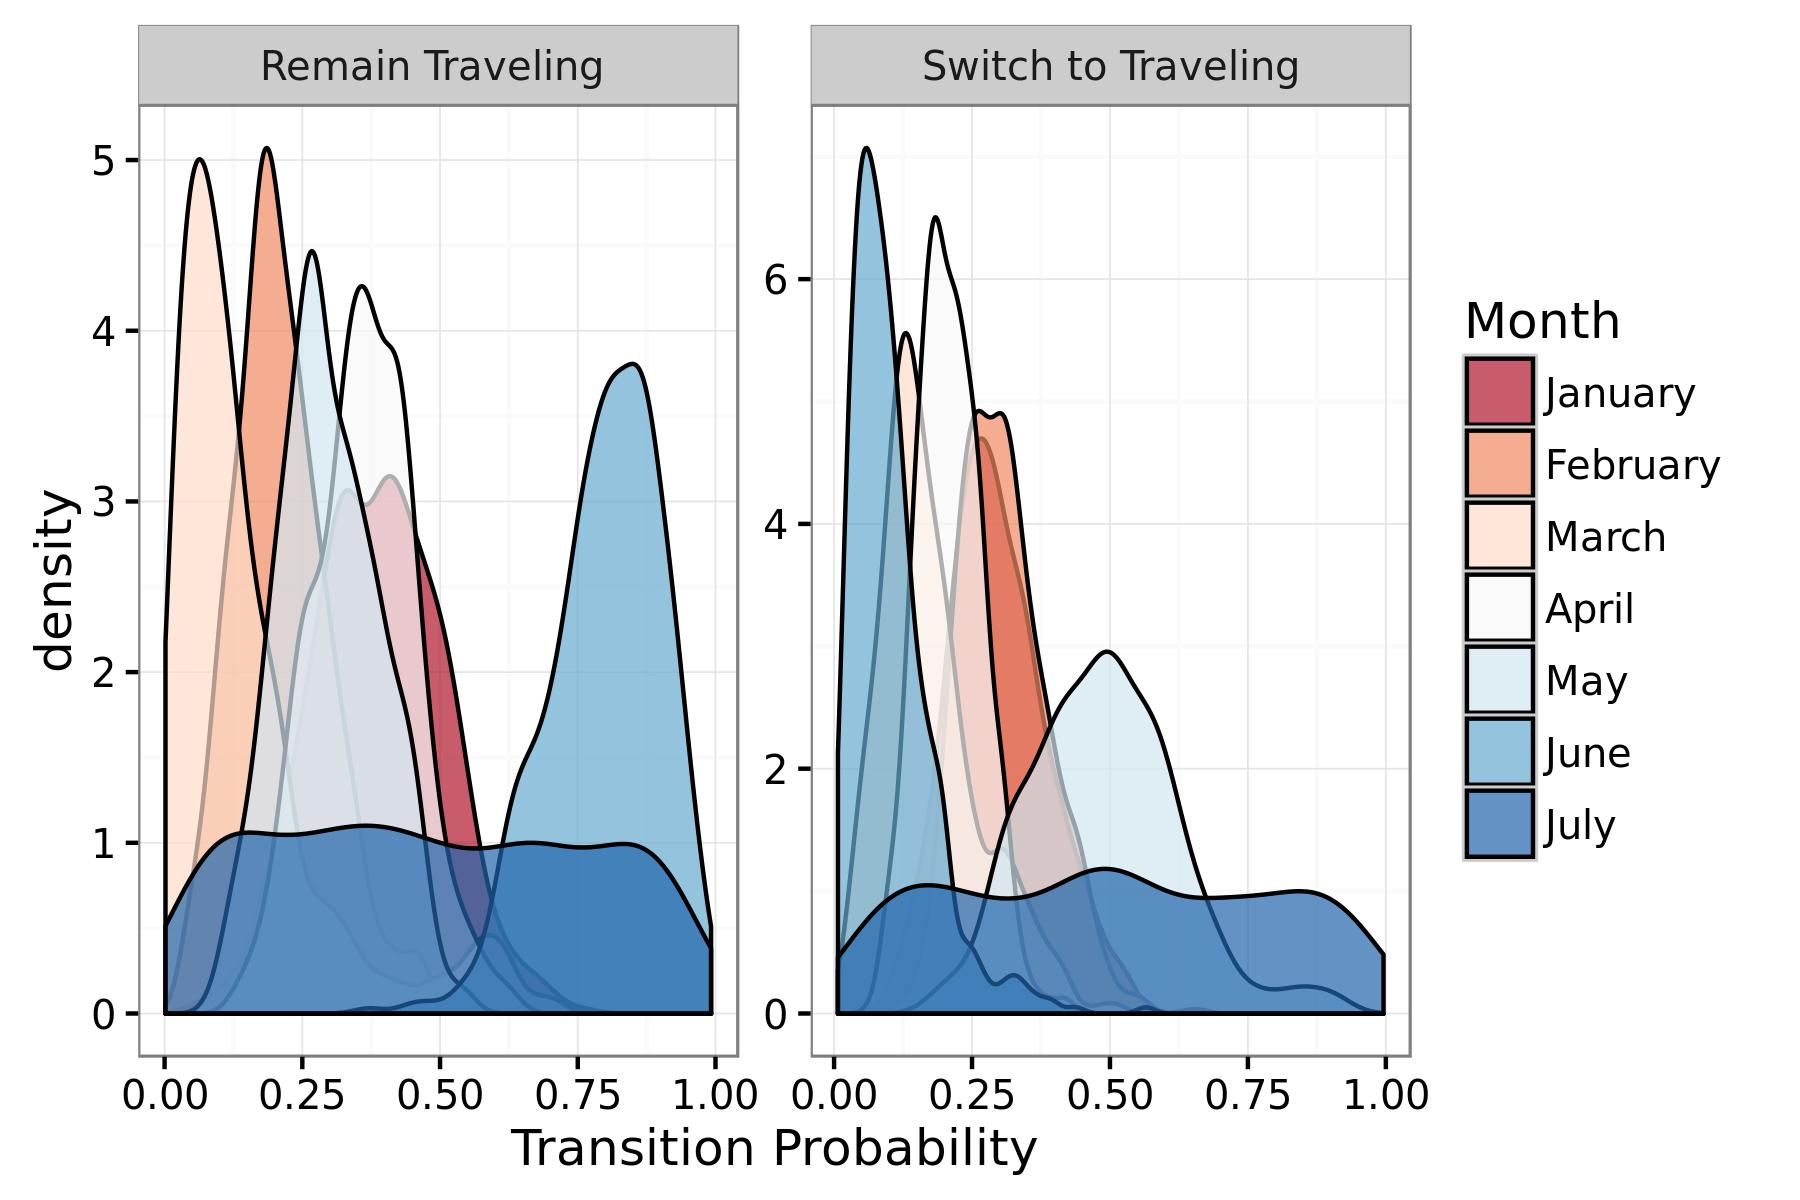 Remain Traveling
Switch to Traveling
5
4
3
2
1
0
density
6
4
2
0
0.00 0.25 0.50 0.75 1.00
0.00 0.25 0.50 0.75 1.00
Transition Probability
Month
January
February
March
April
May
June
July